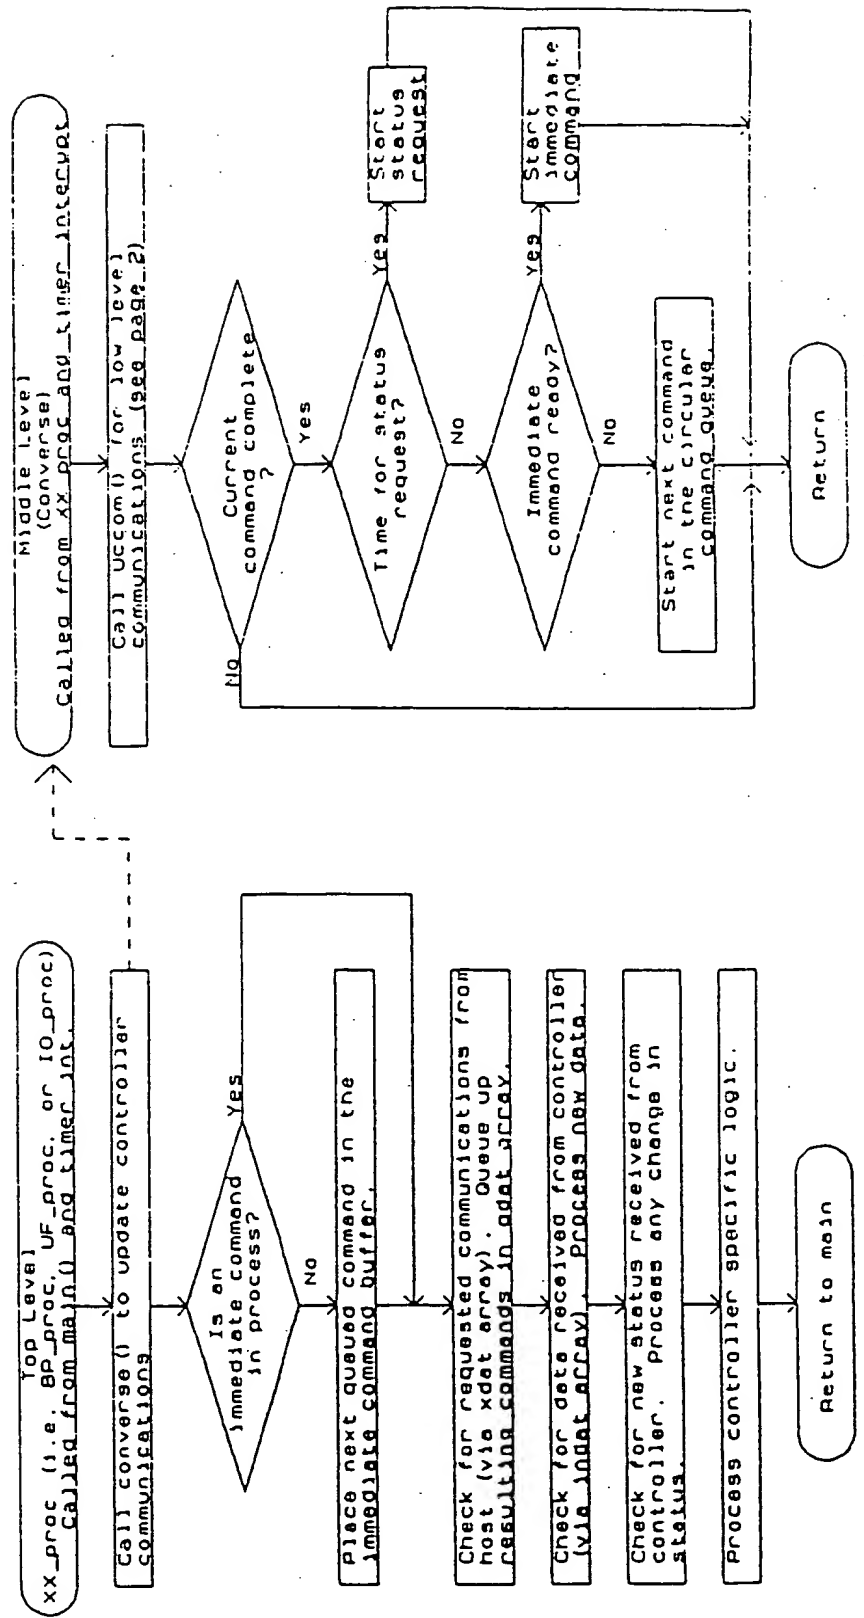 Top Level
xx_proc (i.e. BP_proc, UF_proc, or IO_proc)
Called from main() and timer int.
Call converse() to update controller
communications
Is an
immediate command
in process?
Yes
No
Place next queued command in the
immediate command buffer.
Check for requested communications from
host (via xdat array). Queue up
resulting commands in qdat array.
Check for data received from controller
(via indat array). Process new data.
Check for new status received from
controller. Process any change in
status.
Process controller specific logic.
Return to main
Middle Level
(Converse)
Called from xx_proc and timer interupt
Call Uccom() for low level
communications (see page 2)
Current
command complete
?
No
Yes
Time for status
request?
Yes
Start
status
request
No
Immediate
command ready?
Yes
Start
immediate
command
No
Start next command
in the circular
command queue.
Return